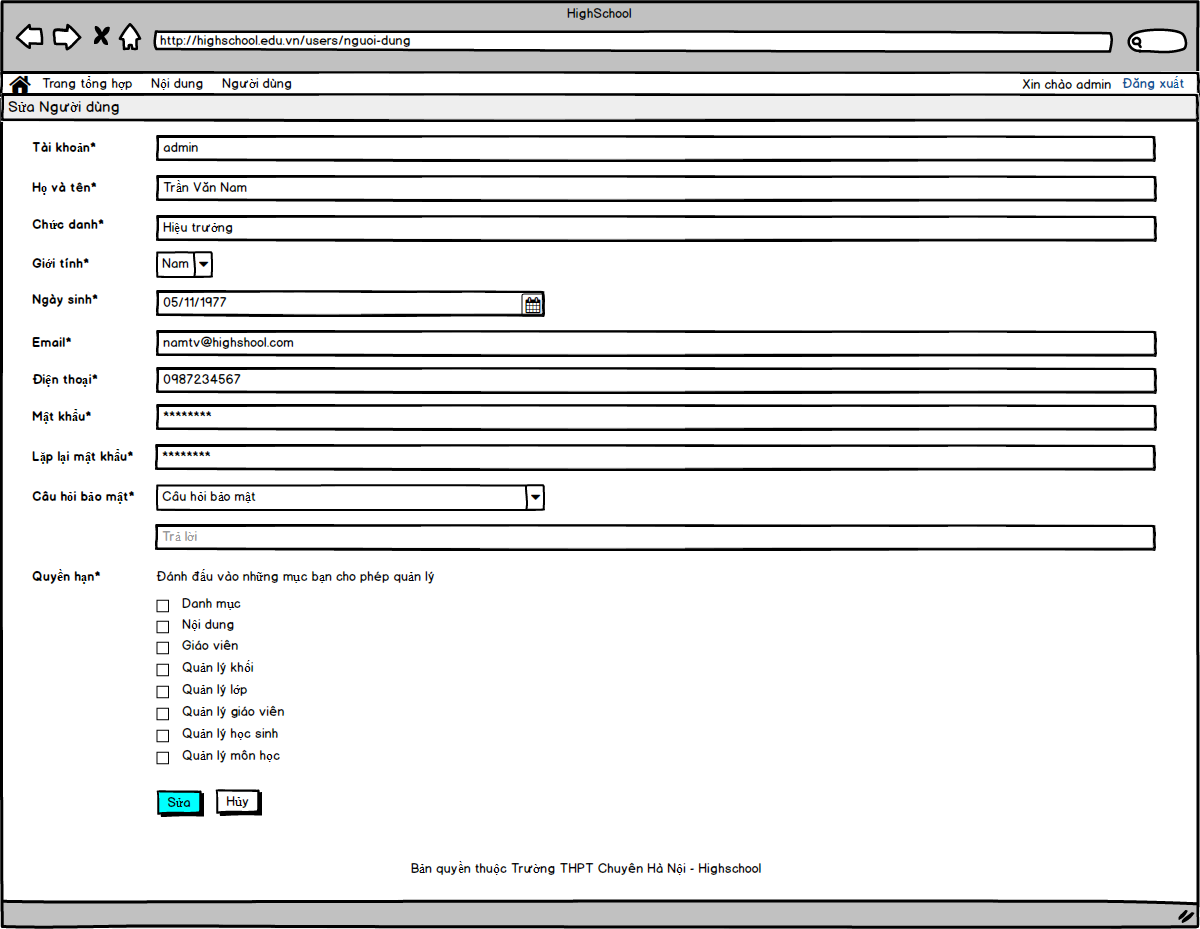 HighSchool
http://highschool.edu.vn/users/nguoi-dung
Trang tổng hợp Nội dung Người dùng Xin chào admin Đăng xuất
Sửa Người dùng
Tài khoản* admin
Họ và tên* Trần Văn Nam
Chức danh* Hiệu trưởng
Giới tính* Nam
Ngày sinh* 05/11/1977
Email* namtv@highshool.com
Điện thoại* 0987234567
Mật khẩu* ********
Lặp lại mật khẩu* ********
Câu hỏi bảo mật* Câu hỏi bảo mật
Trả lời
Quyền hạn* Đánh đấu vào những mục bạn cho phép quản lý
Danh mục
Nội dung
Giáo viên
Quản lý khối
Quản lý lớp
Quản lý giáo viên
Quản lý học sinh
Quản lý môn học
Sửa Hủy
Bản quyền thuộc Trường THPT Chuyên Hà Nội - Highschool